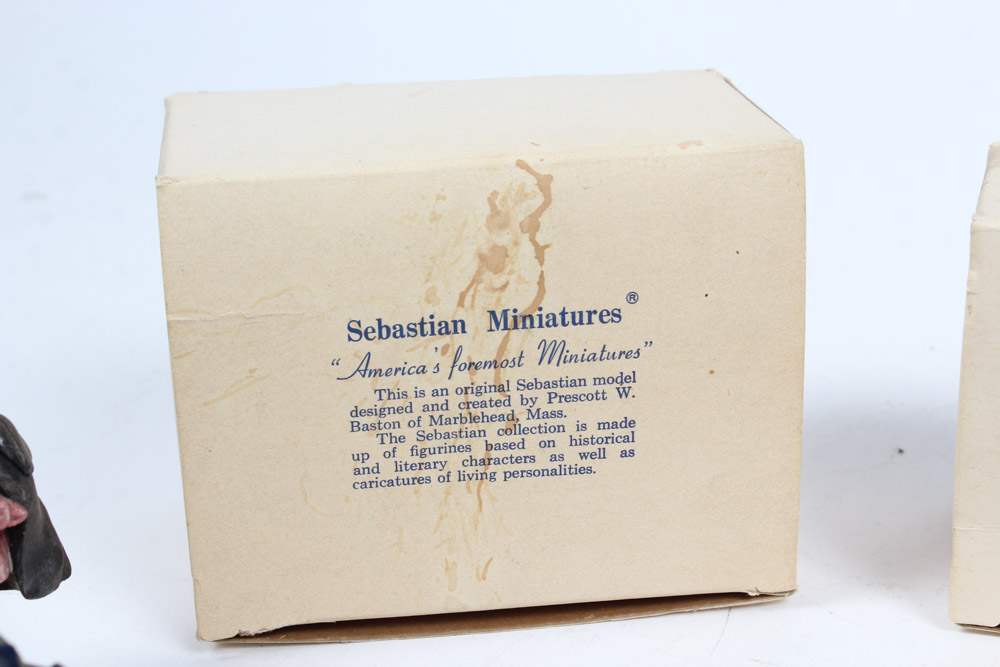 Sebastian Miniatures®
"America's foremost Miniatures"
This is an original Sebastian model
designed and created by Prescott W.
Baston of Marblehead, Mass.
The Sebastian collection is made
up of figurines based on historical
and literary characters as well as
caricatures of living personalities.